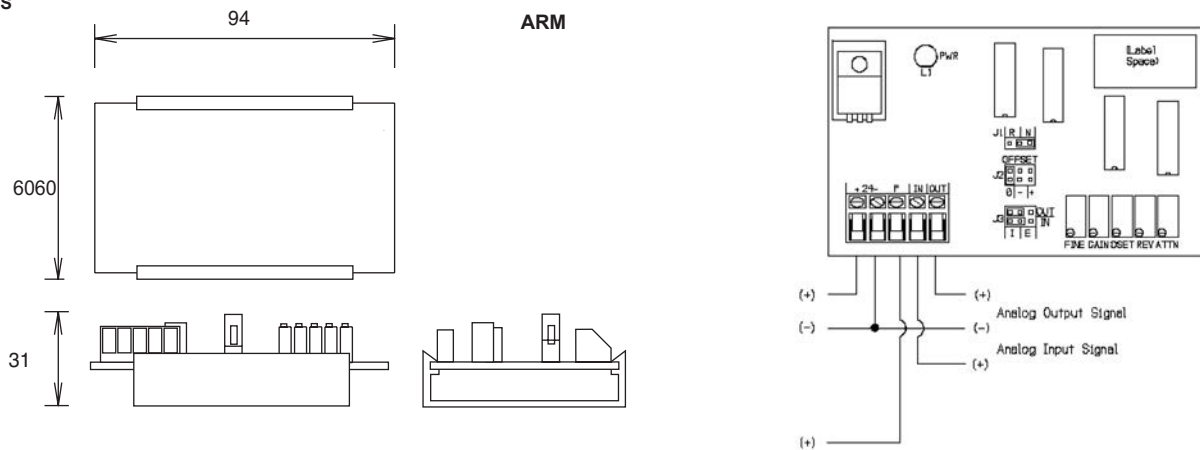 S
94
ARM
6060
31
(Label
Space)
PWR
L1
J1 R N
OFFSET
J2
0 - +
+ 24 - P IN OUT
J3 OUT
IN
I E
FINE GAIN OSET REV ATTN
(+) (+)
Analog Output Signal
(-) (-)
Analog Input Signal
(+)
(+)